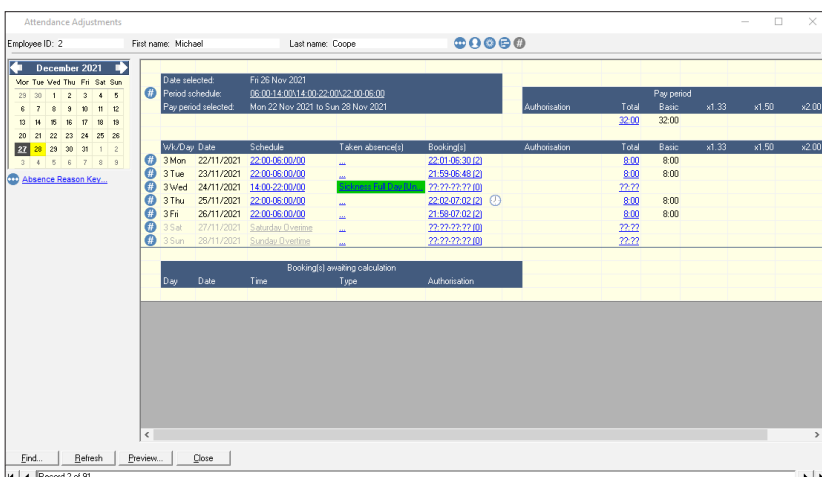 Attendance Adjustments
Employee ID: 2 First name: Michael Last name: Coope
December 2021
Mor Tue Wed Thu Fri Sat Sun
29 30 1 2 3 4 5
6 7 8 9 10 11 12
13 14 15 16 17 18 19
20 21 22 23 24 25 26
27 28 29 30 31 1 2
3 4 5 6 7 8 9
Absence Reason Key...
Date selected: Fri 26 Nov 2021
# Period schedule: 06:00-14:00\14:00-22:00\22:00-06:00 Pay period
Pay period selected: Mon 22 Nov 2021 to Sun 28 Nov 2021 Authorisation Total Basic x1.33 x1.50 x2.00
32:00 32:00
Wk/Day Date Schedule Taken absence(s) Booking(s) Authorisation Total Basic x1.33 x1.50 x2.00
# 3 Mon 22/11/2021 22:00-06:00/00 ... 22:01-06:30 (2) 8:00 8:00
# 3 Tue 23/11/2021 22:00-06:00/00 ... 21:59-06:48 (2) 8:00 8:00
# 3 Wed 24/11/2021 14:00-22:00/00 Sickness Full Day (Un... ??:??-??:?? (0) ??:??
# 3 Thu 25/11/2021 22:00-06:00/00 ... 22:02-07:02 (2) 8:00 8:00
# 3 Fri 26/11/2021 22:00-06:00/00 ... 21:58-07:02 (2) 8:00 8:00
# 3 Sat 27/11/2021 Saturday Overime ... ??:??-??:?? (0) ??:??
# 3 Sun 28/11/2021 Sunday Overtime ... ??:??-??:?? (0) ??:??
Booking(s) awaiting calculation
Day Date Time Type Authorisation
Find... Refresh Preview... Close
Record 2 of 91